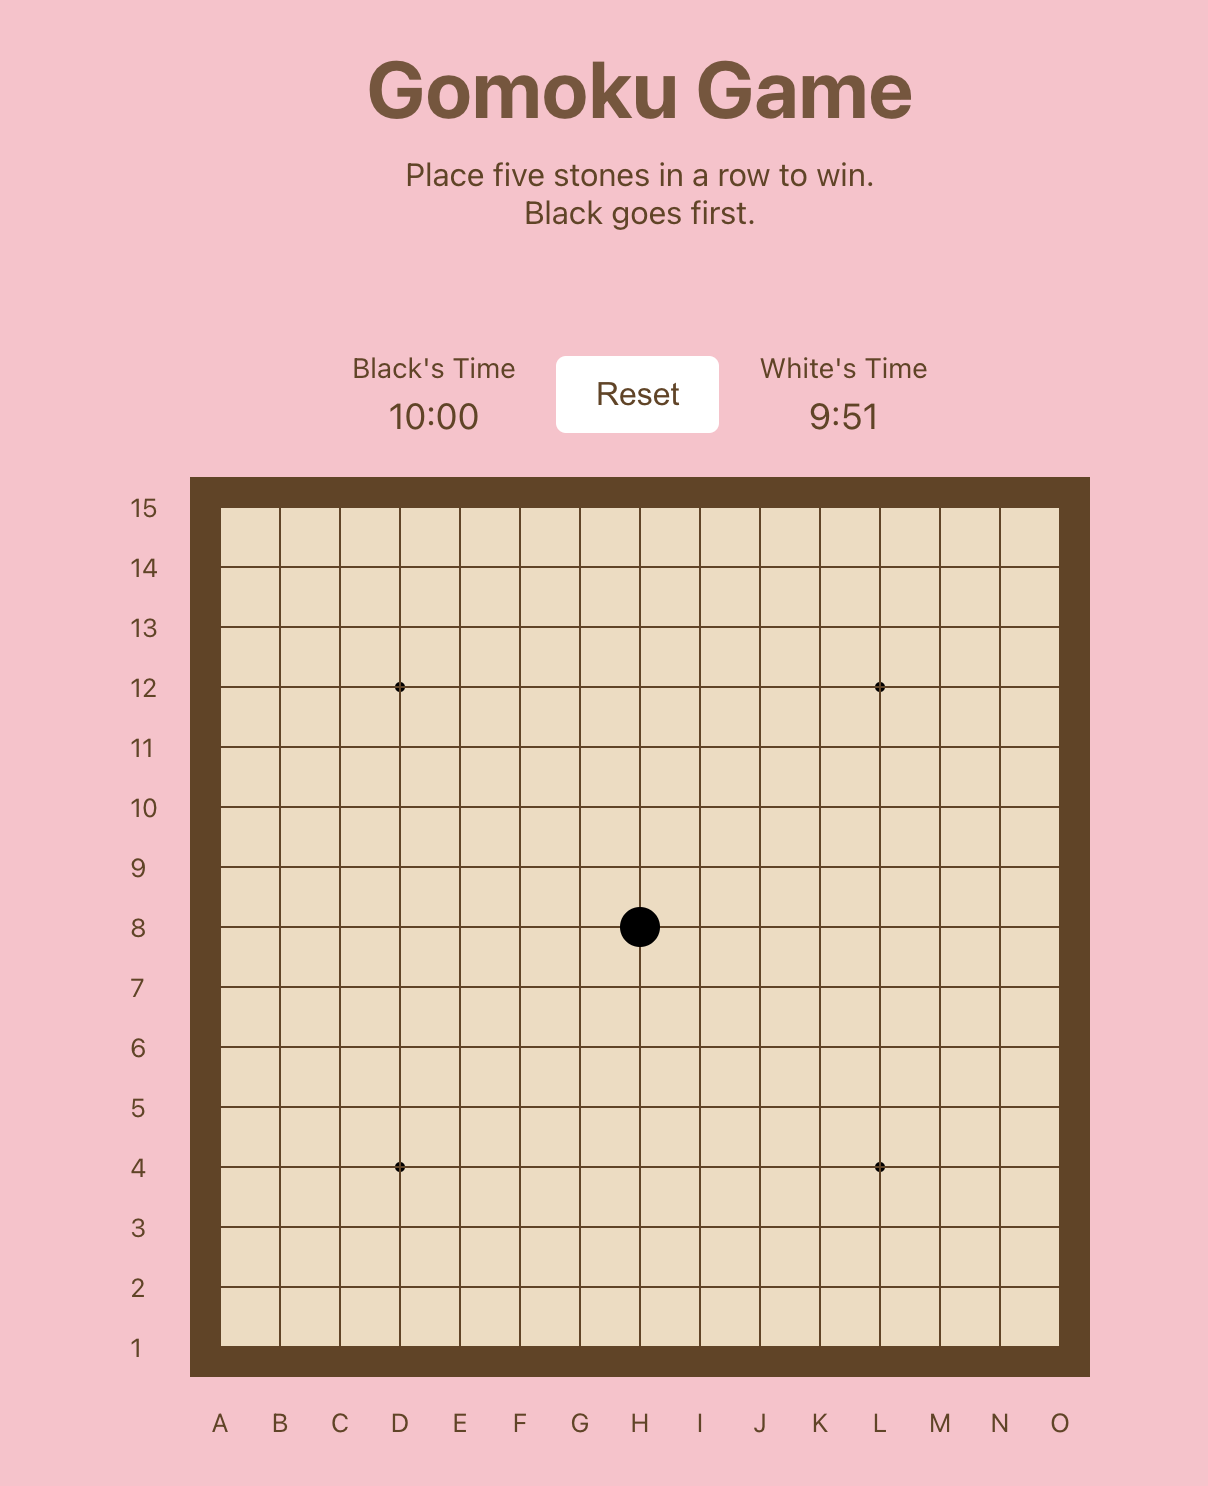 Gomoku Game
Place five stones in a row to win.
Black goes first.
Black's Time
10:00
Reset
White's Time
9:51
15
14
13
12
11
10
9
8
7
6
5
4
3
2
1
A B C D E F G H I J K L M N O